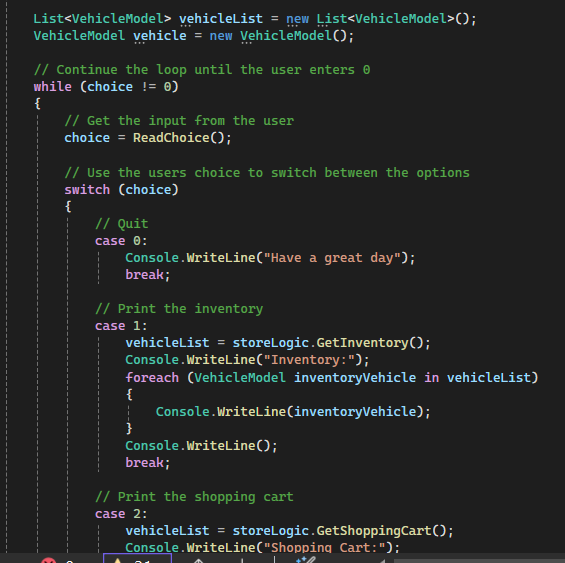 List<VehicleModel> vehicleList = new List<VehicleModel>();
VehicleModel vehicle = new VehicleModel();
// Continue the loop until the user enters 0
while (choice != 0)
{
// Get the input from the user
choice = ReadChoice();
// Use the users choice to switch between the options
switch (choice)
{
// Quit
case 0:
Console.WriteLine("Have a great day");
break;
// Print the inventory
case 1:
vehicleList = storeLogic.GetInventory();
Console.WriteLine("Inventory:");
foreach (VehicleModel inventoryVehicle in vehicleList)
{
Console.WriteLine(inventoryVehicle);
}
Console.WriteLine();
break;
// Print the shopping cart
case 2:
vehicleList = storeLogic.GetShoppingCart();
Console.WriteLine("Shopping Cart:");